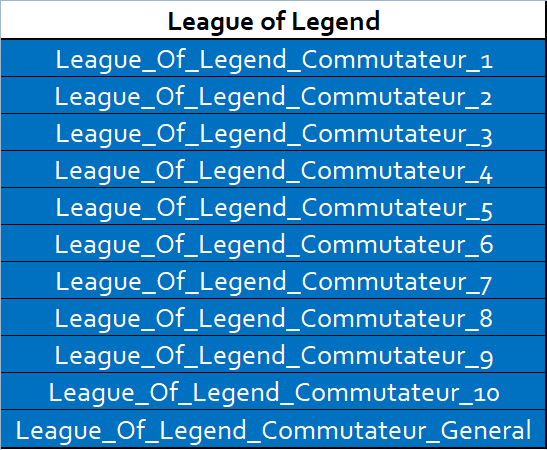 League of Legend
League_Of_Legend_Commutateur_1
League_Of_Legend_Commutateur_2
League_Of_Legend_Commutateur_3
League_Of_Legend_Commutateur_4
League_Of_Legend_Commutateur_5
League_Of_Legend_Commutateur_6
League_Of_Legend_Commutateur_7
League_Of_Legend_Commutateur_8
League_Of_Legend_Commutateur_9
League_Of_Legend_Commutateur_10
League_Of_Legend_Commutateur_General